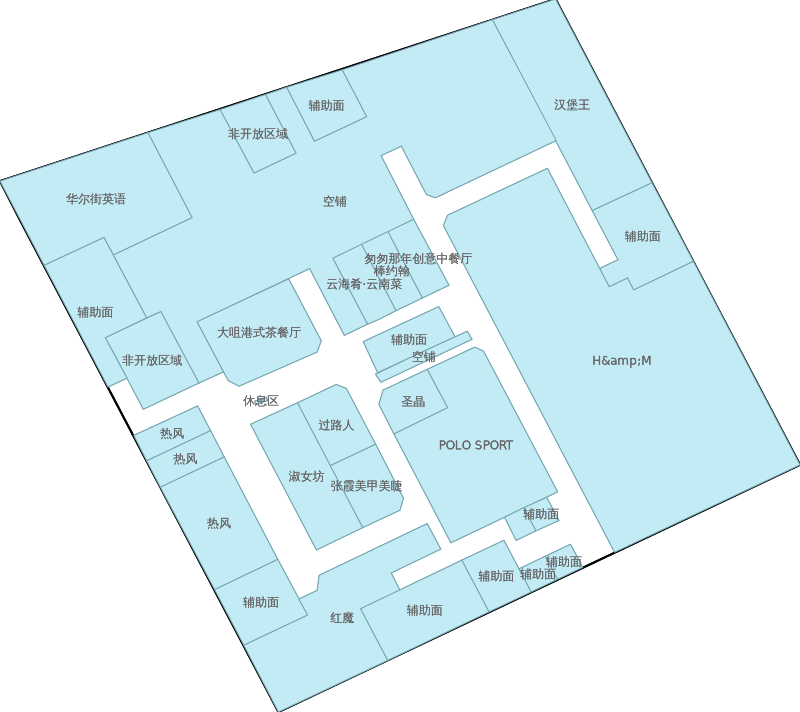 汉堡王
辅助面
非开放区域
华尔街英语
空铺
辅助面
匆匆那年创意中餐厅
棒约翰
云海肴·云南菜
辅助面
大咀港式茶餐厅
辅助面
空铺
非开放区域
H&amp;M
休息区
圣晶
过路人
热风
POLO SPORT
热风
淑女坊
张霞美甲美睫
辅助面
热风
辅助面
辅助面
辅助面
辅助面
辅助面
辅助面
红魔